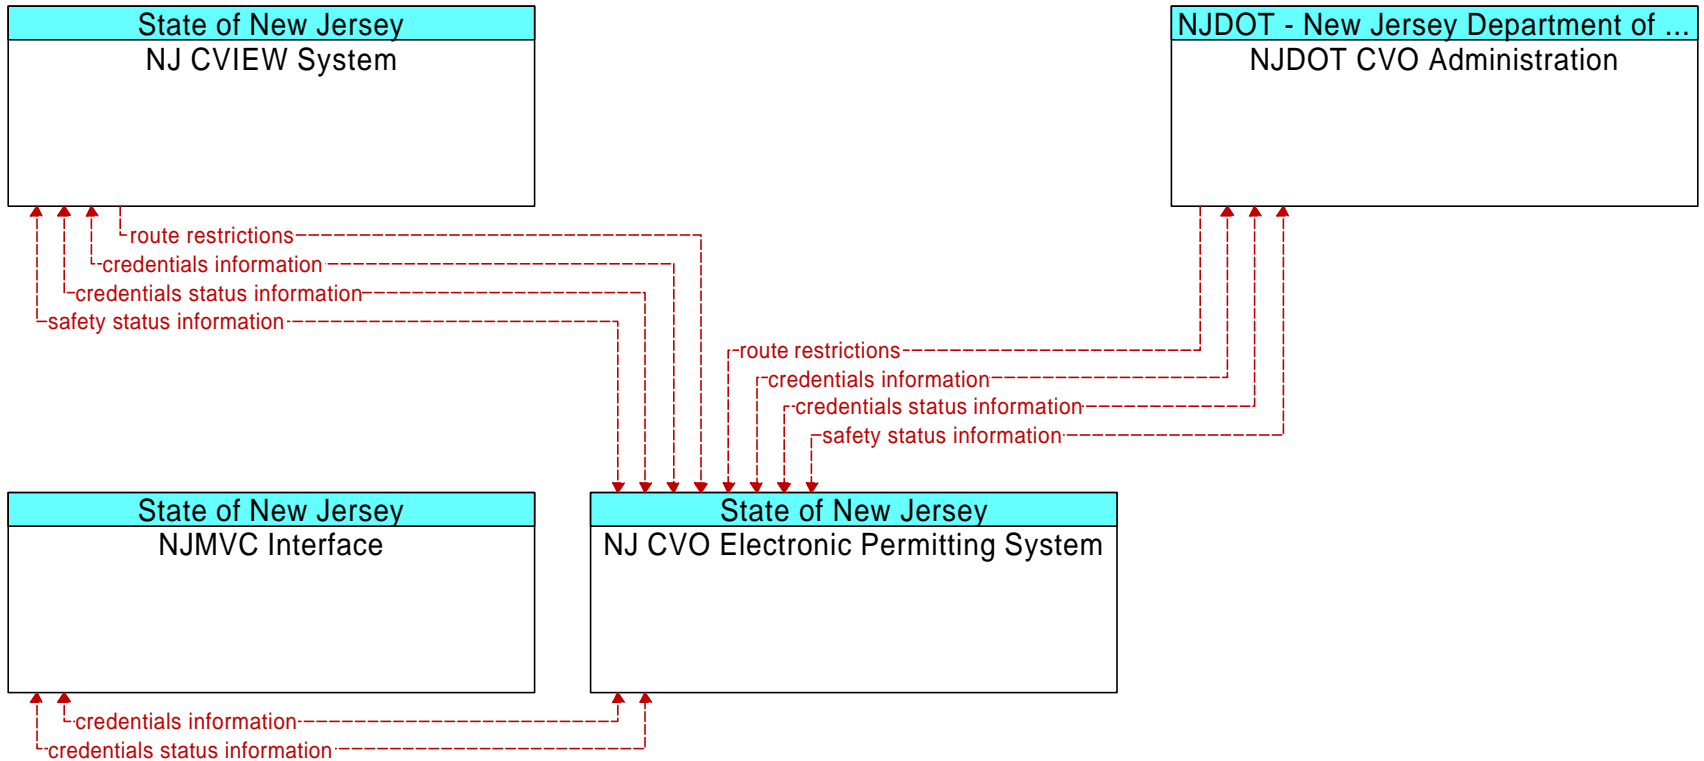 State of New Jersey
NJ CVIEW System
NJDOT - New Jersey Department of ...
NJDOT CVO Administration
route restrictions
credentials information
credentials status information
safety status information
route restrictions
credentials information
credentials status information
safety status information
State of New Jersey
NJMVC Interface
State of New Jersey
NJ CVO Electronic Permitting System
credentials information
credentials status information